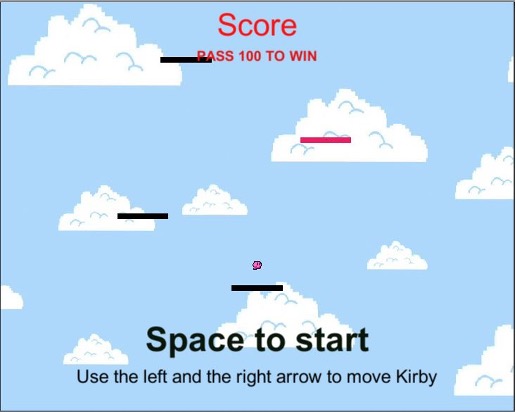 Score
PASS 100 TO WIN
Space to start
Use the left and the right arrow to move Kirby